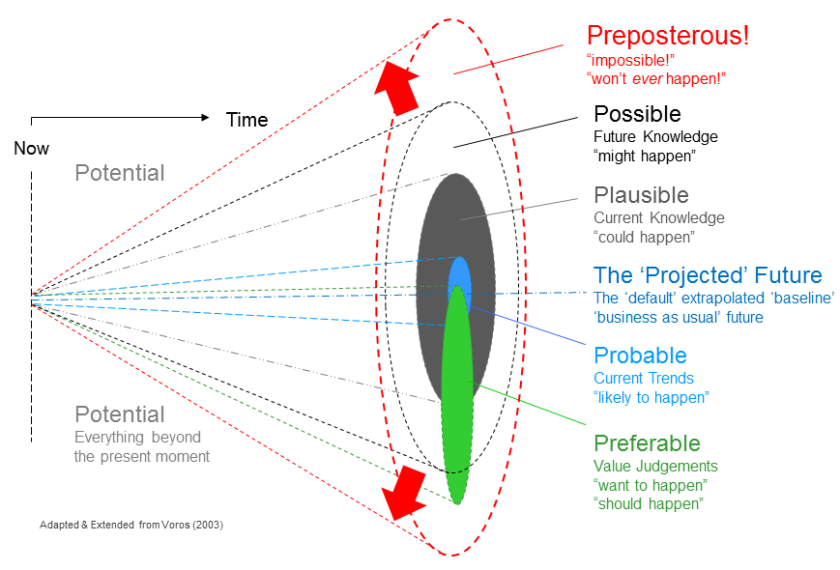 Preposterous!
“impossible!”
“won’t ever happen!”
Time
Now
Potential
Possible
Future Knowledge
“might happen”
Plausible
Current Knowledge
“could happen”
The ‘Projected’ Future
The ‘default’ extrapolated ‘baseline’
‘business as usual’ future
Probable
Current Trends
“likely to happen”
Potential
Everything beyond
the present moment
Preferable
Value Judgements
“want to happen”
“should happen”
Adapted & Extended from Voros (2003)